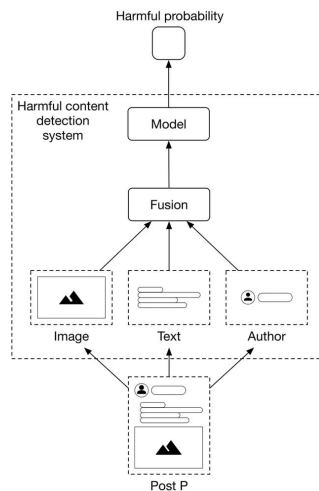 Harmful probability
Harmful content
detection
system
Model
Fusion
Image
Text
Author
Post P